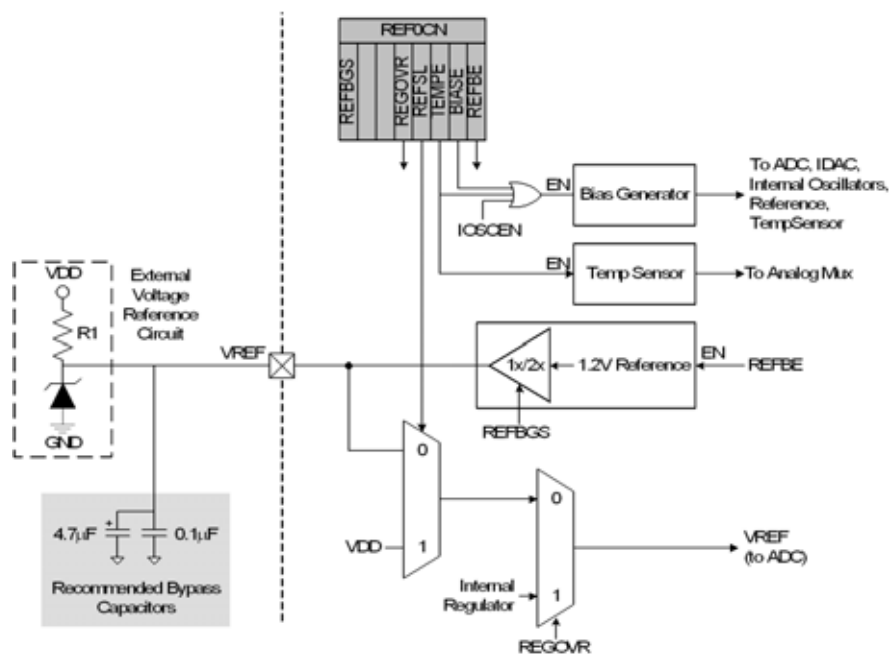 REF0CN
REFBGS
REGOVR
REFSL
TEMPE
BIASE
REFBE
EN
Bias Generator
To ADC, IDAC,
Internal Oscillators,
Reference,
TempSensor
IOSCEN
EN
Temp Sensor
To Analog Mux
VDD
R1
GND
External
Voltage
Reference
Circuit
VREF
1x/2x
1.2V Reference
EN
REFBE
REFBGS
0
1
VDD
0
1
Internal
Regulator
REGOVR
VREF
(to ADC)
4.7µF
+
0.1µF
Recommended Bypass
Capacitors